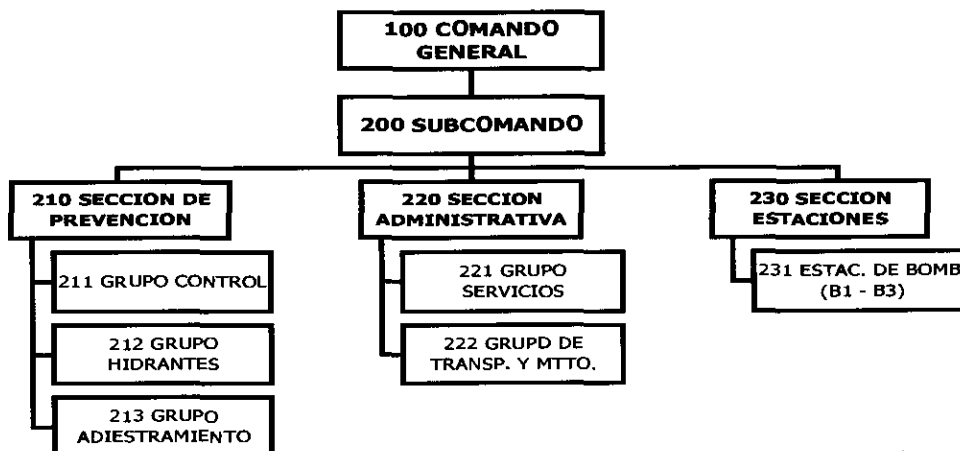 100 COMANDO
GENERAL
200 SUBCOMANDO
210 SECCION DE
PREVENCION
220 SECCION
ADMINISTRATIVA
230 SECCION
ESTACIONES
211 GRUPO CONTROL
221 GRUPO
SERVICIOS
231 ESTAC. DE BOMB
(B1 - B3)
212 GRUPO
HIDRANTES
222 GRUPD DE
TRANSP. Y MTTO.
213 GRUPO
ADIESTRAMIENTO